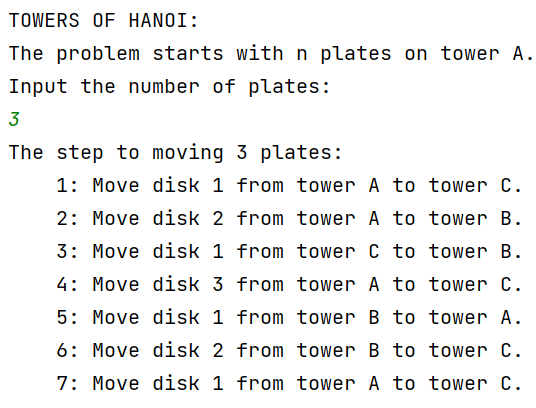 TOWERS OF HANOI:
The problem starts with n plates on tower A.
Input the number of plates:
3
The step to moving 3 plates:
1: Move disk 1 from tower A to tower C.
2: Move disk 2 from tower A to tower B.
3: Move disk 1 from tower C to tower B.
4: Move disk 3 from tower A to tower C.
5: Move disk 1 from tower B to tower A.
6: Move disk 2 from tower B to tower C.
7: Move disk 1 from tower A to tower C.